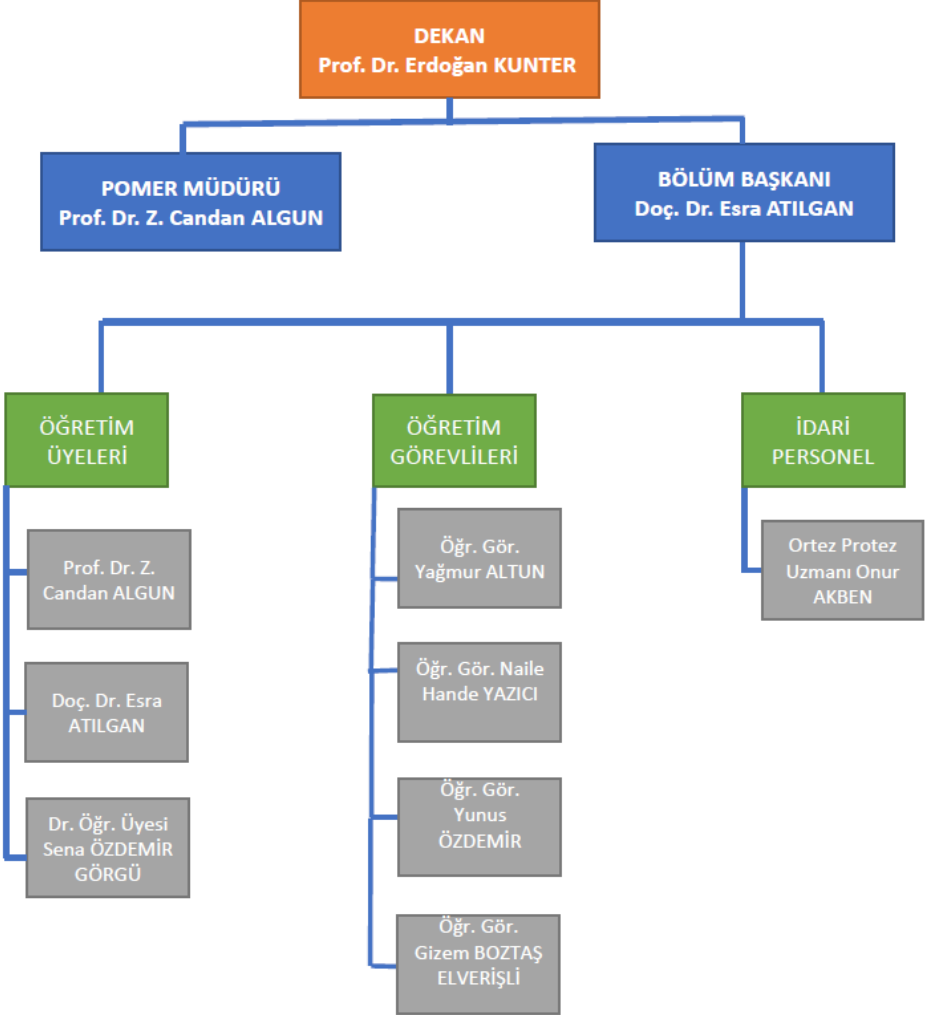 DEKAN
Prof. Dr. Erdoğan KUNTER
POMER MÜDÜRÜ
Prof. Dr. Z. Candan ALGUN
BÖLÜM BAŞKANI
Doç. Dr. Esra ATILGAN
ÖĞRETİM
ÜYELERİ
Prof. Dr. Z.
Candan ALGUN
Doç. Dr. Esra
ATILGAN
Dr. Öğr. Üyesi
Sena ÖZDEMİR
GÖRGÜ
ÖĞRETİM
GÖREVLİLERİ
Öğr. Gör.
Yağmur ALTUN
Öğr. Gör. Naile
Hande YAZICI
Öğr. Gör.
Yunus
ÖZDEMİR
Öğr. Gör.
Gizem BOZTAŞ
ELVERİŞLİ
İDARİ
PERSONEL
Ortez Protez
Uzmanı Onur
AKBEN